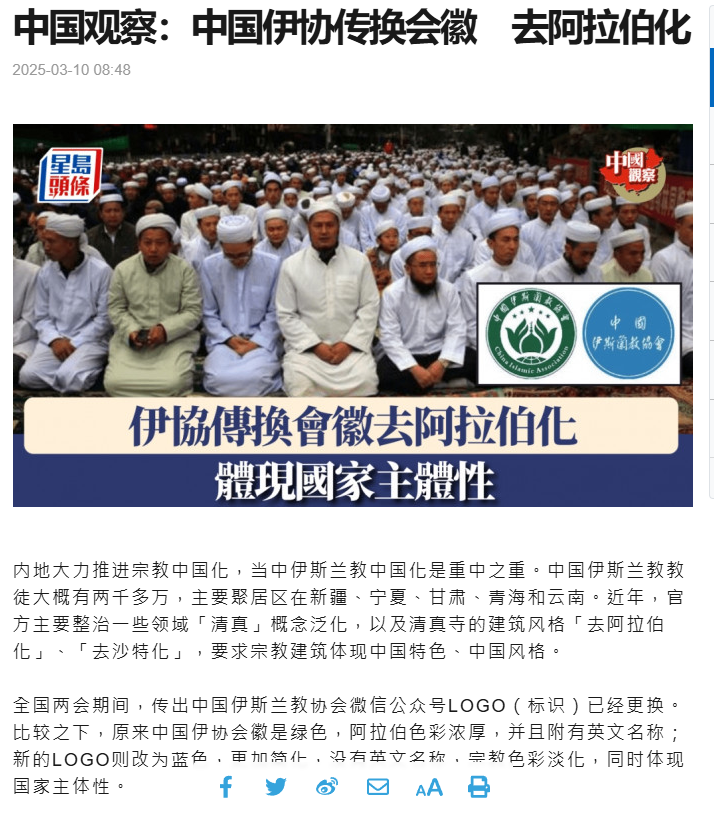 中国观察：中国伊协传换会徽　去阿拉伯化
2025-03-10 08:48
星島
頭條
中國
觀察
中國伊斯蘭教協會
China Islamic Association
中國
伊斯蘭教協會
伊協傳換會徽去阿拉伯化
體現國家主體性
内地大力推进宗教中国化，当中伊斯兰教中国化是重中之重。中国伊斯兰教教
徒大概有两千多万，主要聚居区在新疆、宁夏、甘肃、青海和云南。近年，官
方主要整治一些领域「清真」概念泛化，以及清真寺的建筑风格「去阿拉伯
化」、「去沙特化」，要求宗教建筑体现中国特色、中国风格。
全国两会期间，传出中国伊斯兰教协会微信公众号LOGO（标识）已经更换。
比较之下，原来中国伊协会徽是绿色，阿拉伯色彩浓厚，并且附有英文名称；
新的LOGO则改为蓝色，更加简化，没有英文名称，宗教色彩淡化，同时体现
国家主体性。
AA